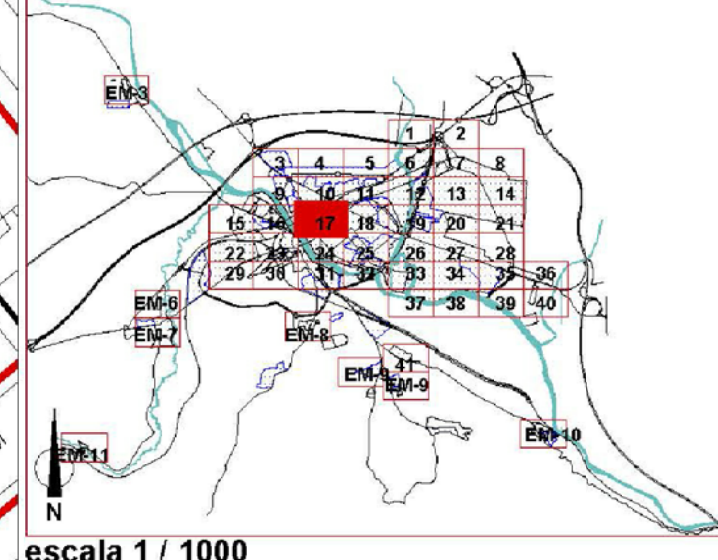 EM-3
1 2
3 4 5 6 7 8
9 10 11 12 13 14
15 16 17 18 19 20 21
22 23 24 25 26 27 28
29 30 31 32 33 34 35 36
37 38 39 40
EM-6
EM-7
EM-8
41
EM-9
EM-9
EM-10
EM-11
N
escala 1 / 1000